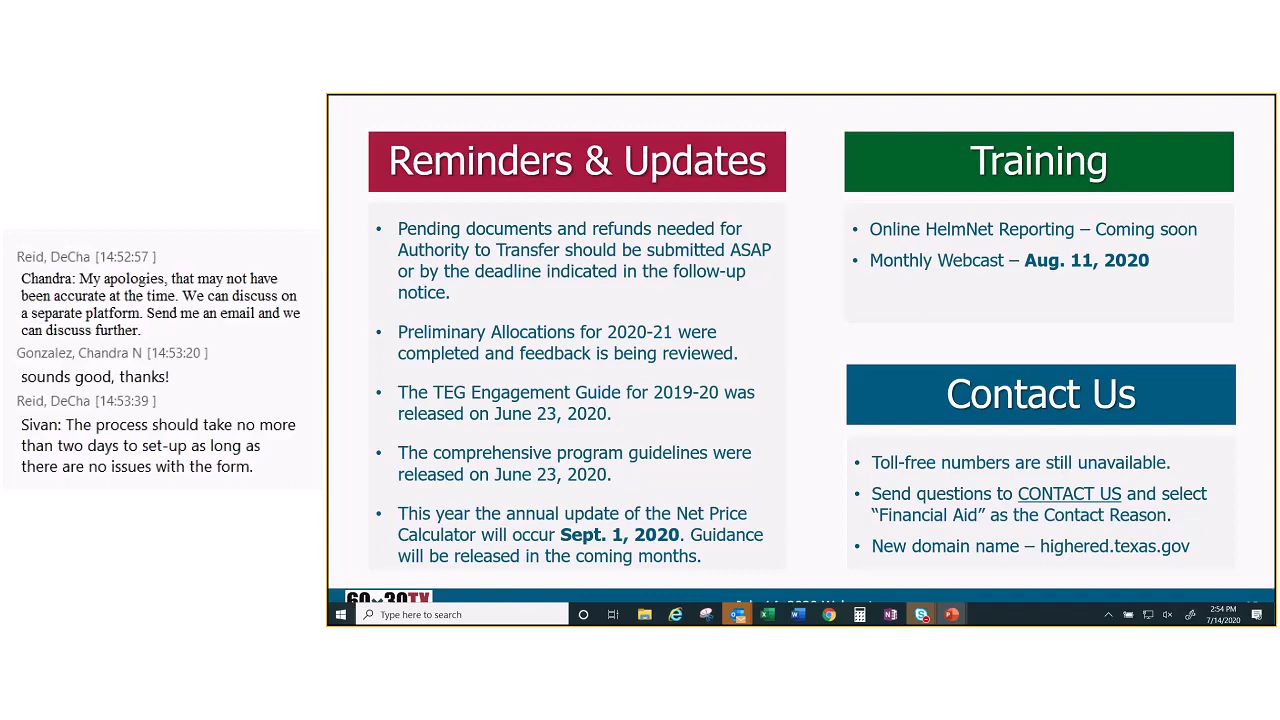 Reid, DeCha [14:52:57 ]
Chandra: My apologies, that may not have
been accurate at the time. We can discuss on
a separate platform. Send me an email and we
can discuss further.
Gonzalez, Chandra N [14:53:20 ]
sounds good, thanks!
Reid, DeCha [14:53:39 ]
Sivan: The process should take no more
than two days to set-up as long as
there are no issues with the form.
Reminders & Updates
• Pending documents and refunds needed for
Authority to Transfer should be submitted ASAP
or by the deadline indicated in the follow-up
notice.
• Preliminary Allocations for 2020-21 were
completed and feedback is being reviewed.
• The TEG Engagement Guide for 2019-20 was
released on June 23, 2020.
• The comprehensive program guidelines were
released on June 23, 2020.
• This year the annual update of the Net Price
Calculator will occur Sept. 1, 2020. Guidance
will be released in the coming months.
Training
• Online HelmNet Reporting – Coming soon
• Monthly Webcast – Aug. 11, 2020
Contact Us
• Toll-free numbers are still unavailable.
• Send questions to CONTACT US and select
“Financial Aid” as the Contact Reason.
• New domain name – highered.texas.gov
Type here to search
2:54 PM
7/14/2020